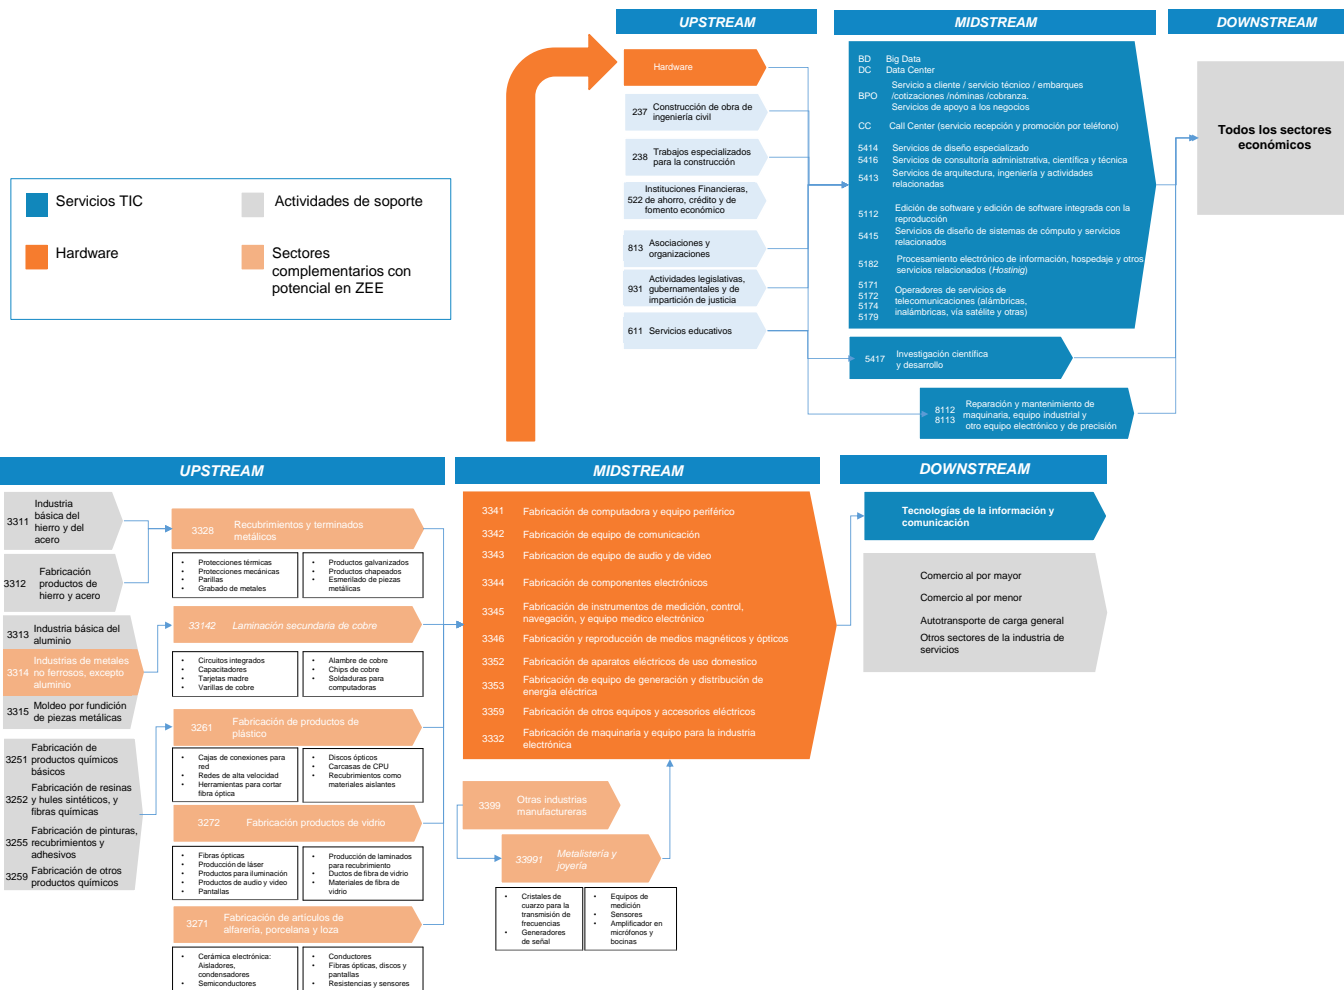 UPSTREAM
MIDSTREAM
DOWNSTREAM
Hardware
237 Construcción de obra de
ingeniería civil
238 Trabajos especializados
para la construcción
Instituciones Financieras,
522 de ahorro, crédito y de
fomento económico
813 Asociaciones y
organizaciones
Actividades legislativas,
931 gubernamentales y de
impartición de justicia
611 Servicios educativos
BD Big Data
DC Data Center
Servicio a cliente / servicio técnico / embarques
BPO /cotizaciones /nóminas /cobranza.
Servicios de apoyo a los negocios
CC Call Center (servicio recepción y promoción por teléfono)
5414 Servicios de diseño especializado
5416 Servicios de consultoría administrativa, científica y técnica
5413 Servicios de arquitectura, ingeniería y actividades
relacionadas
5112 Edición de software y edición de software integrada con la
reproducción
5415 Servicios de diseño de sistemas de cómputo y servicios
relacionados
5182 Procesamiento electrónico de información, hospedaje y otros
servicios relacionados (Hostinig)
5171
5172 Operadores de servicios de
5174 telecomunicaciones (alámbricas,
5179 inalámbricas, vía satélite y otras)
5417 Investigación científica
y desarrollo
8112 Reparación y mantenimiento de
8113 maquinaria, equipo industrial y
otro equipo electrónico y de precisión
Todos los sectores
económicos
Servicios TIC
Actividades de soporte
Hardware
Sectores
complementarios con
potencial en ZEE
UPSTREAM
MIDSTREAM
DOWNSTREAM
3311 Industria
básica del
hierro y del
acero
3312 Fabricación
productos de
hierro y acero
3313 Industria básica del
aluminio
3314 Industrias de metales
no ferrosos, excepto
aluminio
3315 Moldeo por fundición
de piezas metálicas
Fabricación de
3251 productos químicos
básicos
Fabricación de resinas
3252 y hules sintéticos, y
fibras químicas
Fabricación de pinturas,
3255 recubrimientos y
adhesivos
3259 Fabricación de otros
productos químicos
3328 Recubrimientos y terminados
metálicos
• Protecciones térmicas
• Protecciones mecánicas
• Parillas
• Grabado de metales
• Productos galvanizados
• Productos chapeados
• Esmerilado de piezas
metálicas
33142 Laminación secundaria de cobre
• Circuitos integrados
• Capacitadores
• Tarjetas madre
• Varillas de cobre
• Alambre de cobre
• Chips de cobre
• Soldaduras para
computadoras
3261 Fabricación de productos de
plástico
• Cajas de conexiones para
red
• Redes de alta velocidad
• Herramientas para cortar
fibra óptica
• Discos ópticos
• Carcasas de CPU
• Recubrimientos como
materiales aislantes
3272 Fabricación productos de vidrio
• Fibras ópticas
• Producción de láser
• Productos para iluminación
• Productos de audio y video
• Pantallas
• Producción de laminados
para recubrimiento
• Ductos de fibra de vidrio
• Materiales de fibra de
vidrio
3271 Fabricación de artículos de
alfarería, porcelana y loza
• Cerámica electrónica:
Aisladores,
condensadores
• Semiconductores
• Conductores
• Fibras ópticas, discos y
pantallas
• Resistencias y sensores
3341 Fabricación de computadora y equipo periférico
3342 Fabricación de equipo de comunicación
3343 Fabricacion de equipo de audio y de video
3344 Fabricación de componentes electrónicos
3345 Fabricación de instrumentos de medición, control,
navegación, y equipo medico electrónico
3346 Fabricación y reproducción de medios magnéticos y ópticos
3352 Fabricación de aparatos eléctricos de uso domestico
3353 Fabricación de equipo de generación y distribución de
energía eléctrica
3359 Fabricación de otros equipos y accesorios eléctricos
3332 Fabricación de maquinaria y equipo para la industria
electrónica
3399 Otras industrias
manufactureras
33991 Metalistería y
joyería
• Cristales de
cuarzo para la
transmisión de
frecuencias
• Generadores
de señal
• Equipos de
medición
• Sensores
• Amplificador en
micrófonos y
bocinas
Tecnologías de la información y
comunicación
Comercio al por mayor
Comercio al por menor
Autotransporte de carga general
Otros sectores de la industria de
servicios